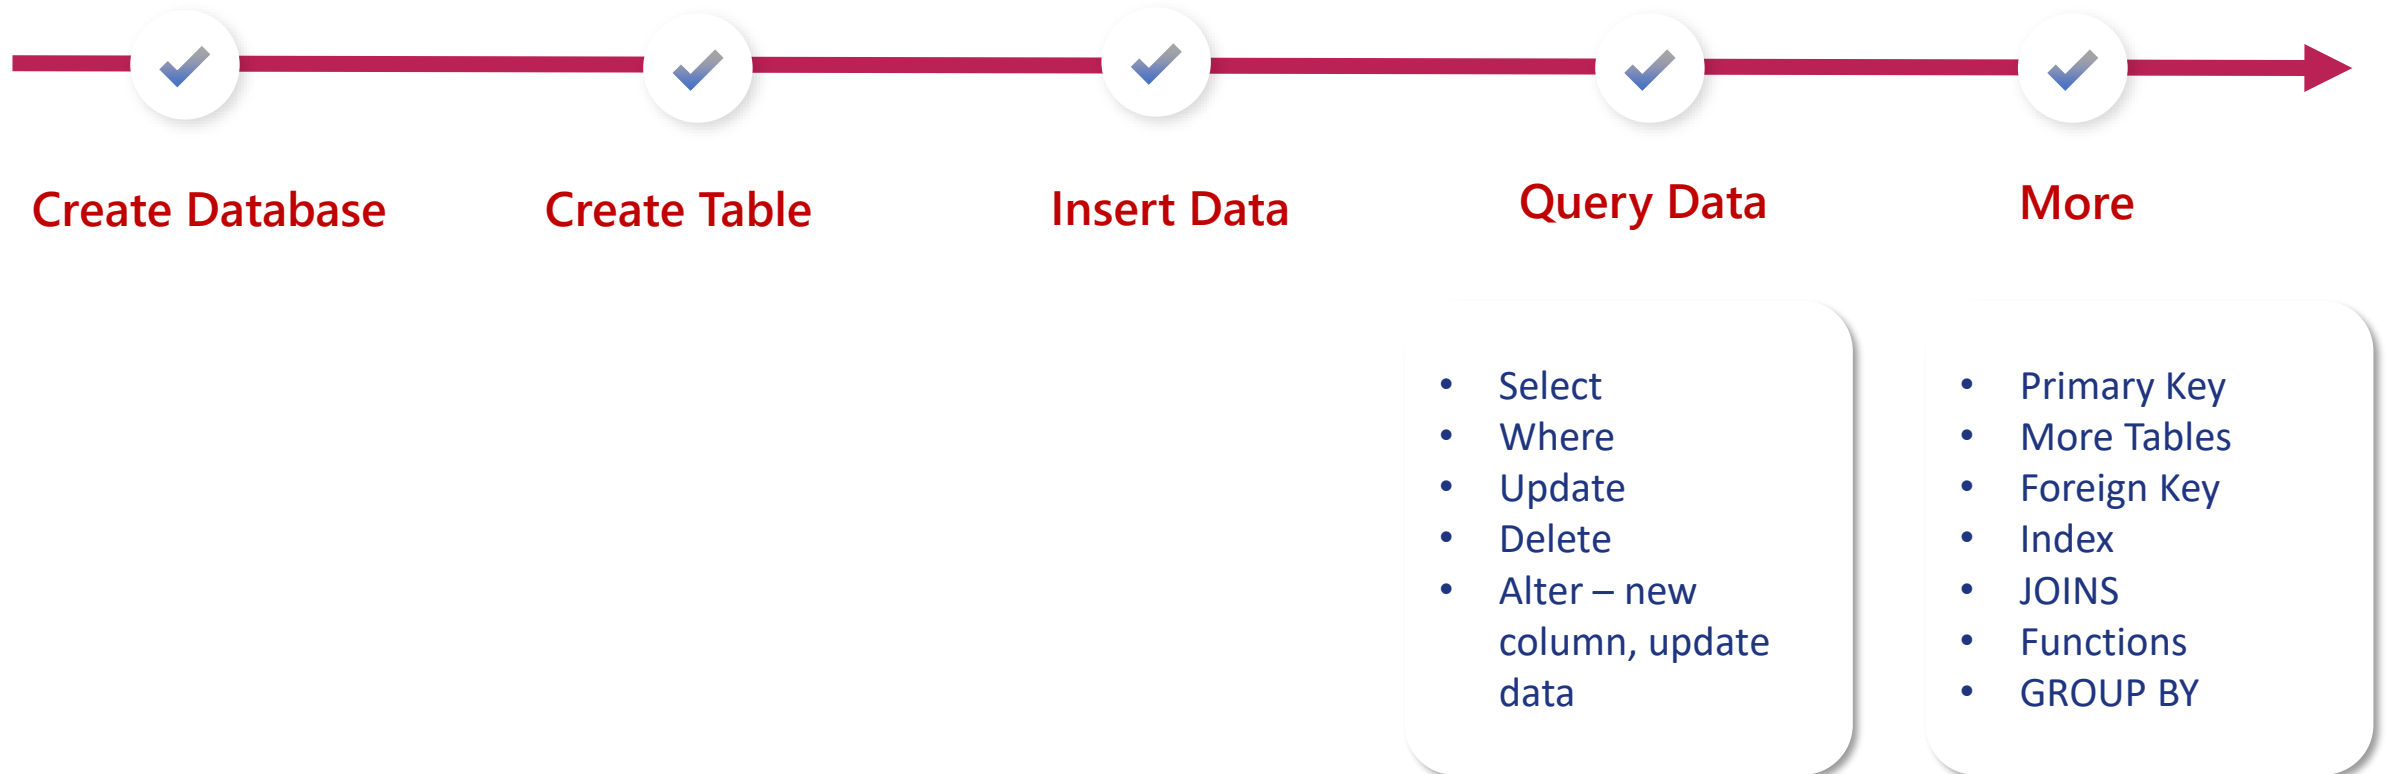 Create Database
Create Table
Insert Data
Query Data
More
• Select
• Where
• Update
• Delete
• Alter – new
column, update
data
• Primary Key
• More Tables
• Foreign Key
• Index
• JOINS
• Functions
• GROUP BY